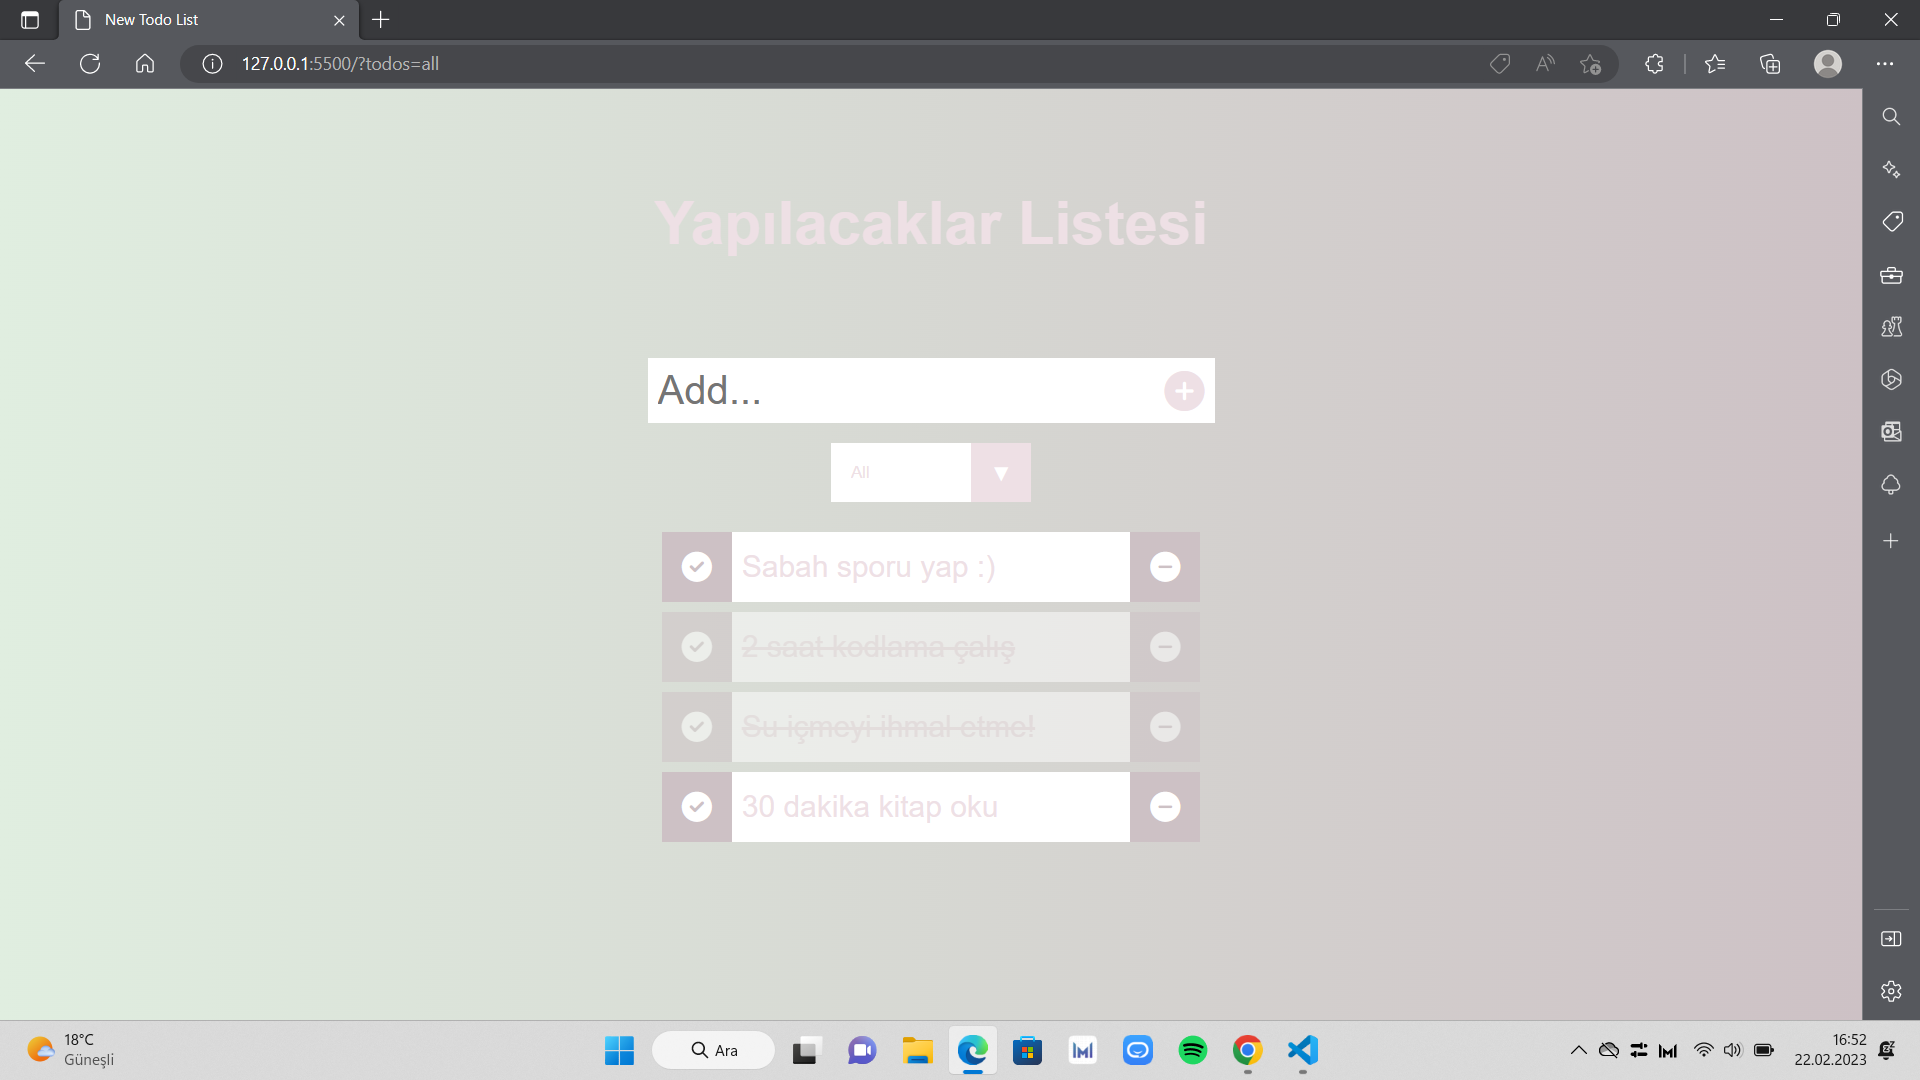 New Todo List
127.0.0.1:5500/?todos=all
Yapılacaklar Listesi
Add...
All
Sabah sporu yap :)
2 saat kodlama çalış
Su içmeyi ihmal etme!
30 dakika kitap oku
18°C
Güneşli
Ara
16:52
22.02.2023